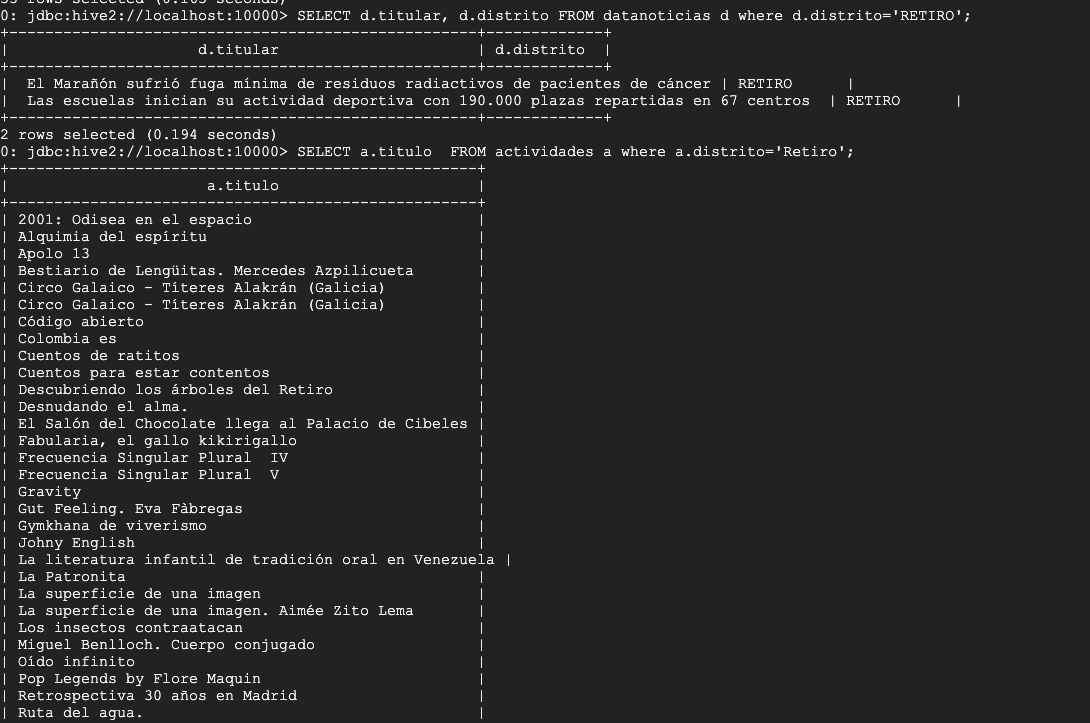 0: jdbc:hive2://localhost:10000> SELECT d.titular, d.distrito FROM datanoticias d where d.distrito='RETIRO';
+----------------------------------------------------+-------------+
| d.titular | d.distrito |
+----------------------------------------------------+-------------+
| El Marañón sufrió fuga mínima de residuos radiactivos de pacientes de cáncer | RETIRO |
| Las escuelas inician su actividad deportiva con 190.000 plazas repartidas en 67 centros | RETIRO |
+----------------------------------------------------+-------------+
2 rows selected (0.194 seconds)
0: jdbc:hive2://localhost:10000> SELECT a.titulo  FROM actividades a where a.distrito='Retiro';
+----------------------------------------------------+
| a.titulo |
+----------------------------------------------------+
| 2001: Odisea en el espacio |
| Alquimia del espíritu |
| Apolo 13 |
| Bestiario de Lengüitas. Mercedes Azpilicueta |
| Circo Galaico - Títeres Alakrán (Galicia) |
| Circo Galaico - Títeres Alakrán (Galicia) |
| Código abierto |
| Colombia es |
| Cuentos de ratitos |
| Cuentos para estar contentos |
| Descubriendo los árboles del Retiro |
| Desnudando el alma. |
| El Salón del Chocolate llega al Palacio de Cibeles |
| Fabularia, el gallo kikirigallo |
| Frecuencia Singular Plural  IV |
| Frecuencia Singular Plural  V |
| Gravity |
| Gut Feeling. Eva Fàbregas |
| Gymkhana de viverismo |
| Johny English |
| La literatura infantil de tradición oral en Venezuela |
| La Patronita |
| La superficie de una imagen |
| La superficie de una imagen. Aimée Zito Lema |
| Los insectos contraatacan |
| Miguel Benlloch. Cuerpo conjugado |
| Oído infinito |
| Pop Legends by Flore Maquin |
| Retrospectiva 30 años en Madrid |
| Ruta del agua. |